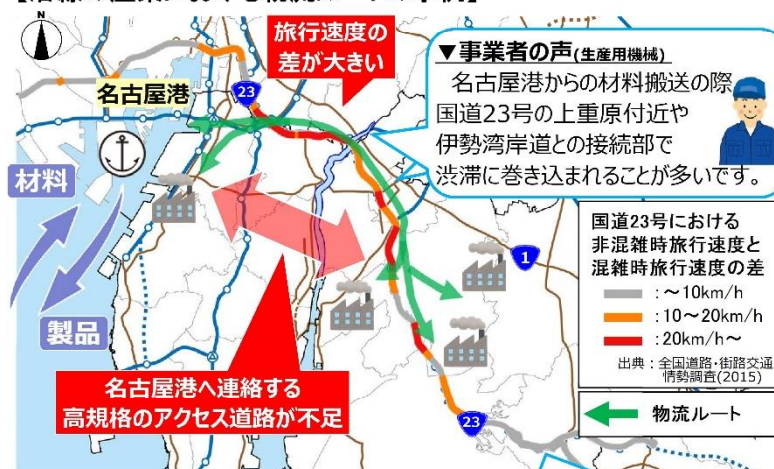 旅行速度の
差が大きい
▼事業者の声(生産用機械)
名古屋港からの材料搬送の際
国道23号の上重原付近や
伊勢湾岸道との接続部で
渋滞に巻き込まれることが多いです。
N
23
名古屋港
材料
製品
1
国道23号における
非混雑時旅行速度と
混雑時旅行速度の差
:~10km/h
:10~20km/h
:20km/h~
出典:全国道路・街路交通
情勢調査(2015)
名古屋港へ連絡する
高規格のアクセス道路が不足
23
物流ルート